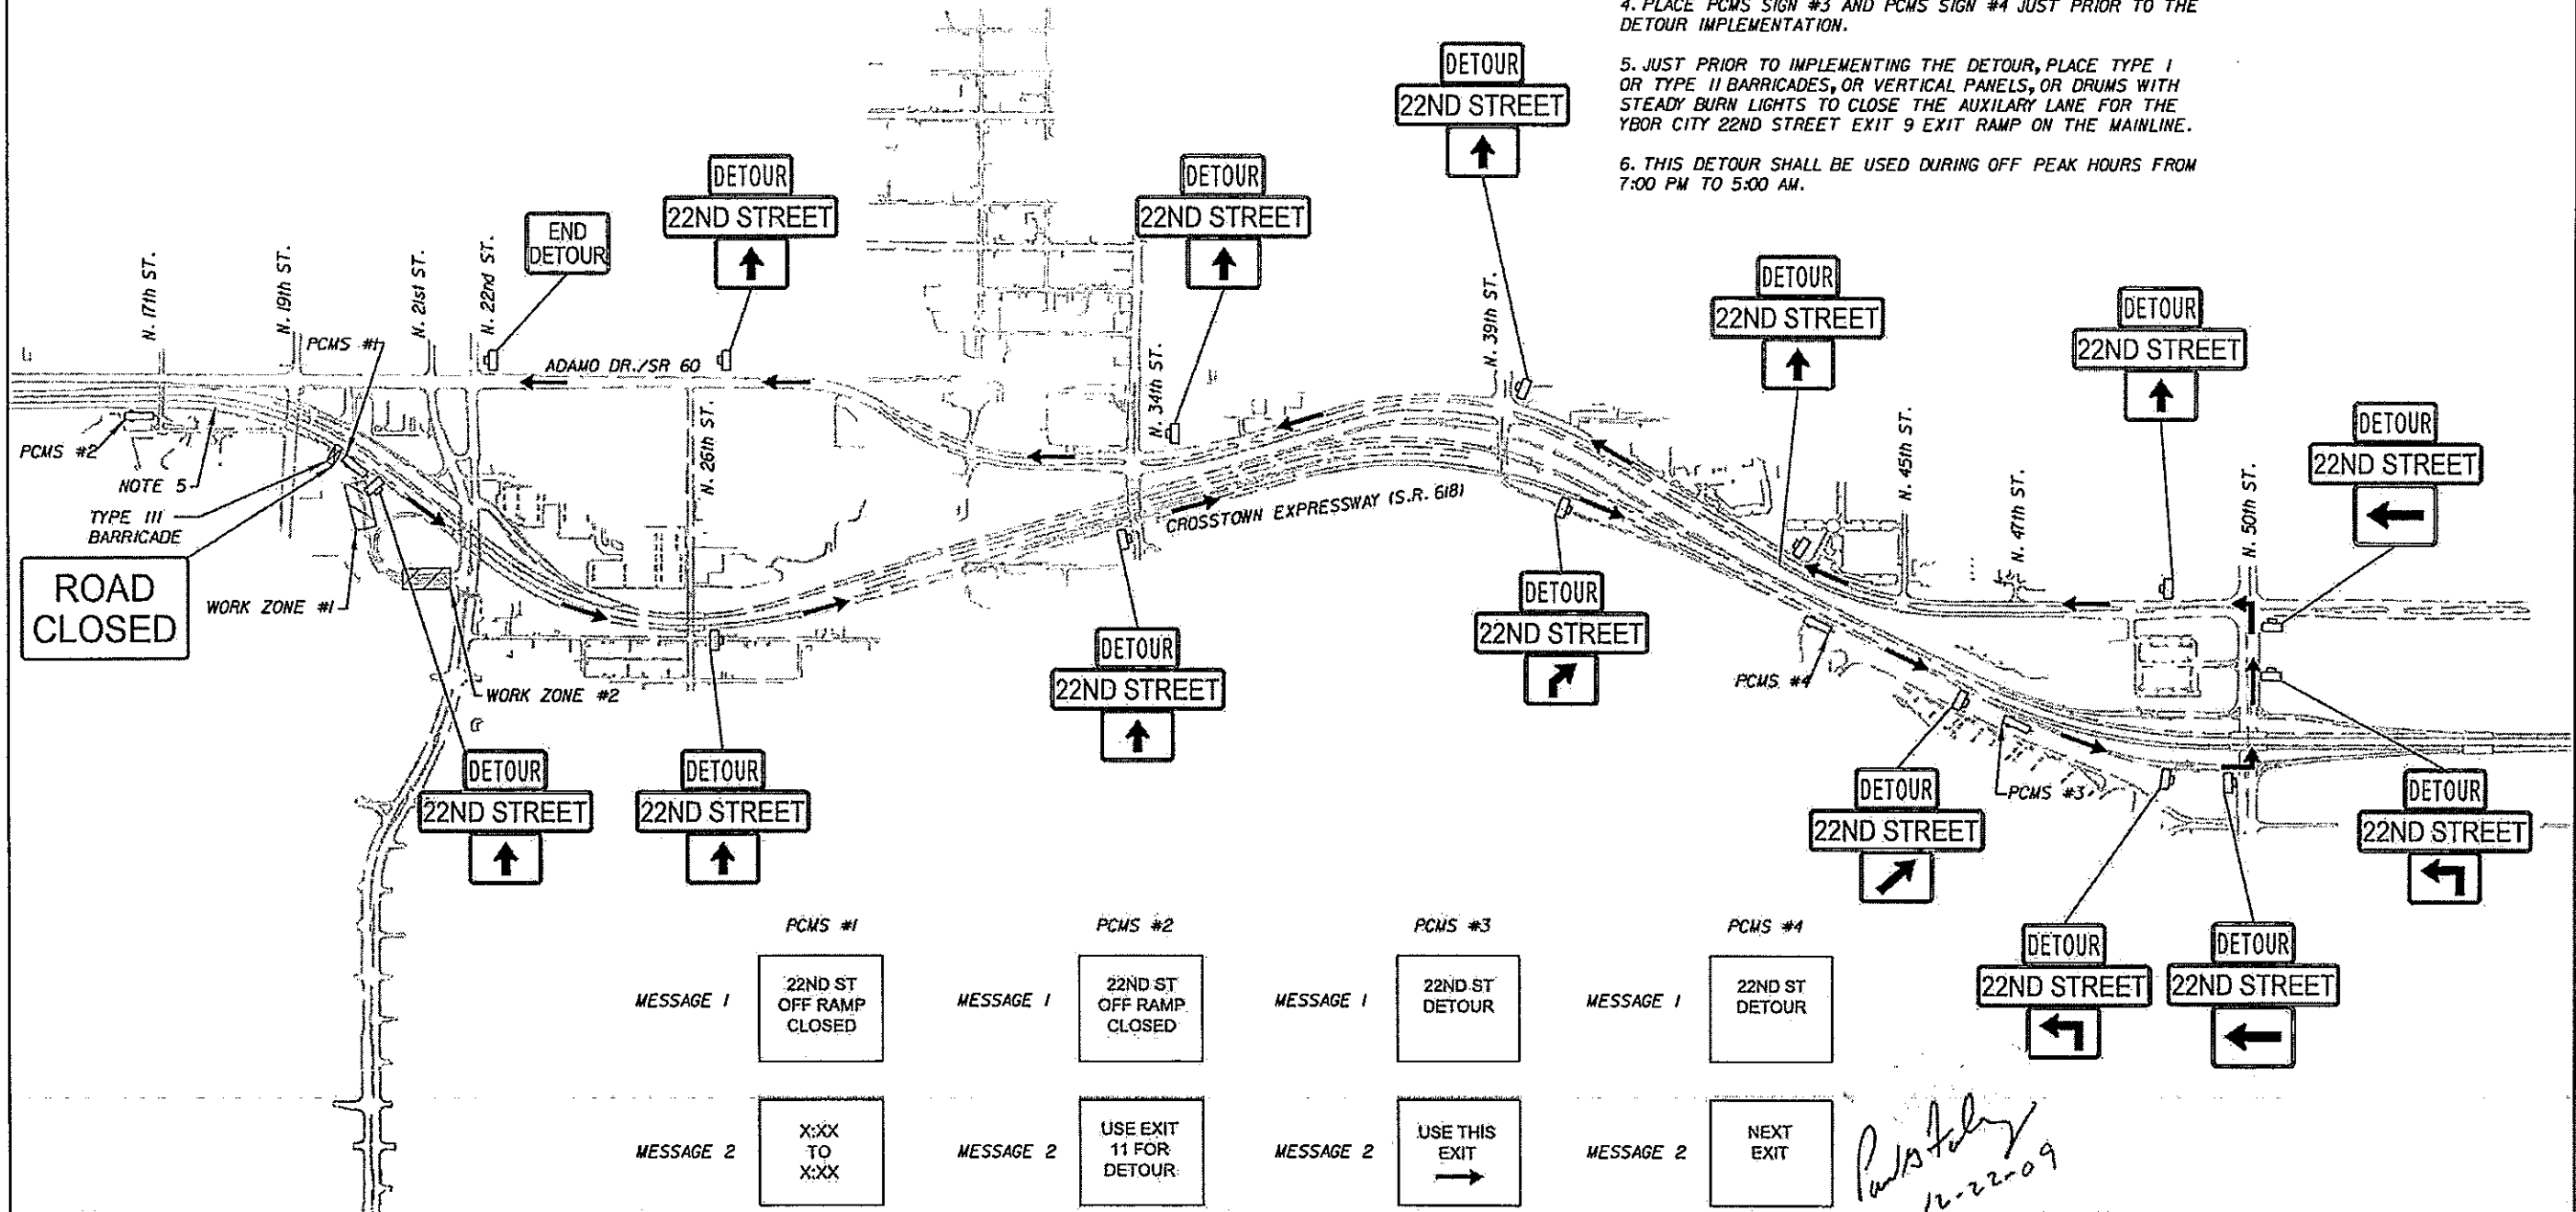 4. PLACE PCMS SIGN #3 AND PCMS SIGN #4 JUST PRIOR TO THE
DETOUR IMPLEMENTATION.
5. JUST PRIOR TO IMPLEMENTING THE DETOUR, PLACE TYPE I
OR TYPE II BARRICADES, OR VERTICAL PANELS, OR DRUMS WITH
STEADY BURN LIGHTS TO CLOSE THE AUXILARY LANE FOR THE
YBOR CITY 22ND STREET EXIT 9 EXIT RAMP ON THE MAINLINE.
6. THIS DETOUR SHALL BE USED DURING OFF PEAK HOURS FROM
7:00 PM TO 5:00 AM.
DETOUR
22ND STREET
DETOUR
22ND STREET
DETOUR
22ND STREET
END
DETOUR
DETOUR
22ND STREET
DETOUR
22ND STREET
DETOUR
22ND STREET
N. 17th ST.
N. 19th ST.
N. 21st ST.
N. 22nd ST.
N. 26th ST.
N. 34th ST.
N. 39th ST.
N. 45th ST.
N. 47th ST.
N. 50th ST.
PCMS #1
ADAMO DR./SR 60
PCMS #2
NOTE 5
TYPE III
BARRICADE
CROSSTOWN EXPRESSWAY (S.R. 618)
ROAD
CLOSED
WORK ZONE #1
WORK ZONE #2
DETOUR
22ND STREET
DETOUR
22ND STREET
PCMS #4
PCMS #3
DETOUR
22ND STREET
DETOUR
22ND STREET
DETOUR
22ND STREET
DETOUR
22ND STREET
DETOUR
22ND STREET
DETOUR
22ND STREET
PCMS #1
PCMS #2
PCMS #3
PCMS #4
MESSAGE 1
22ND ST
OFF RAMP
CLOSED
MESSAGE 1
22ND ST
OFF RAMP
CLOSED
MESSAGE 1
22ND ST
DETOUR
MESSAGE 1
22ND ST
DETOUR
MESSAGE 2
X:XX
TO
X:XX
MESSAGE 2
USE EXIT
11 FOR
DETOUR
MESSAGE 2
USE THIS
EXIT
MESSAGE 2
NEXT
EXIT
12-22-09